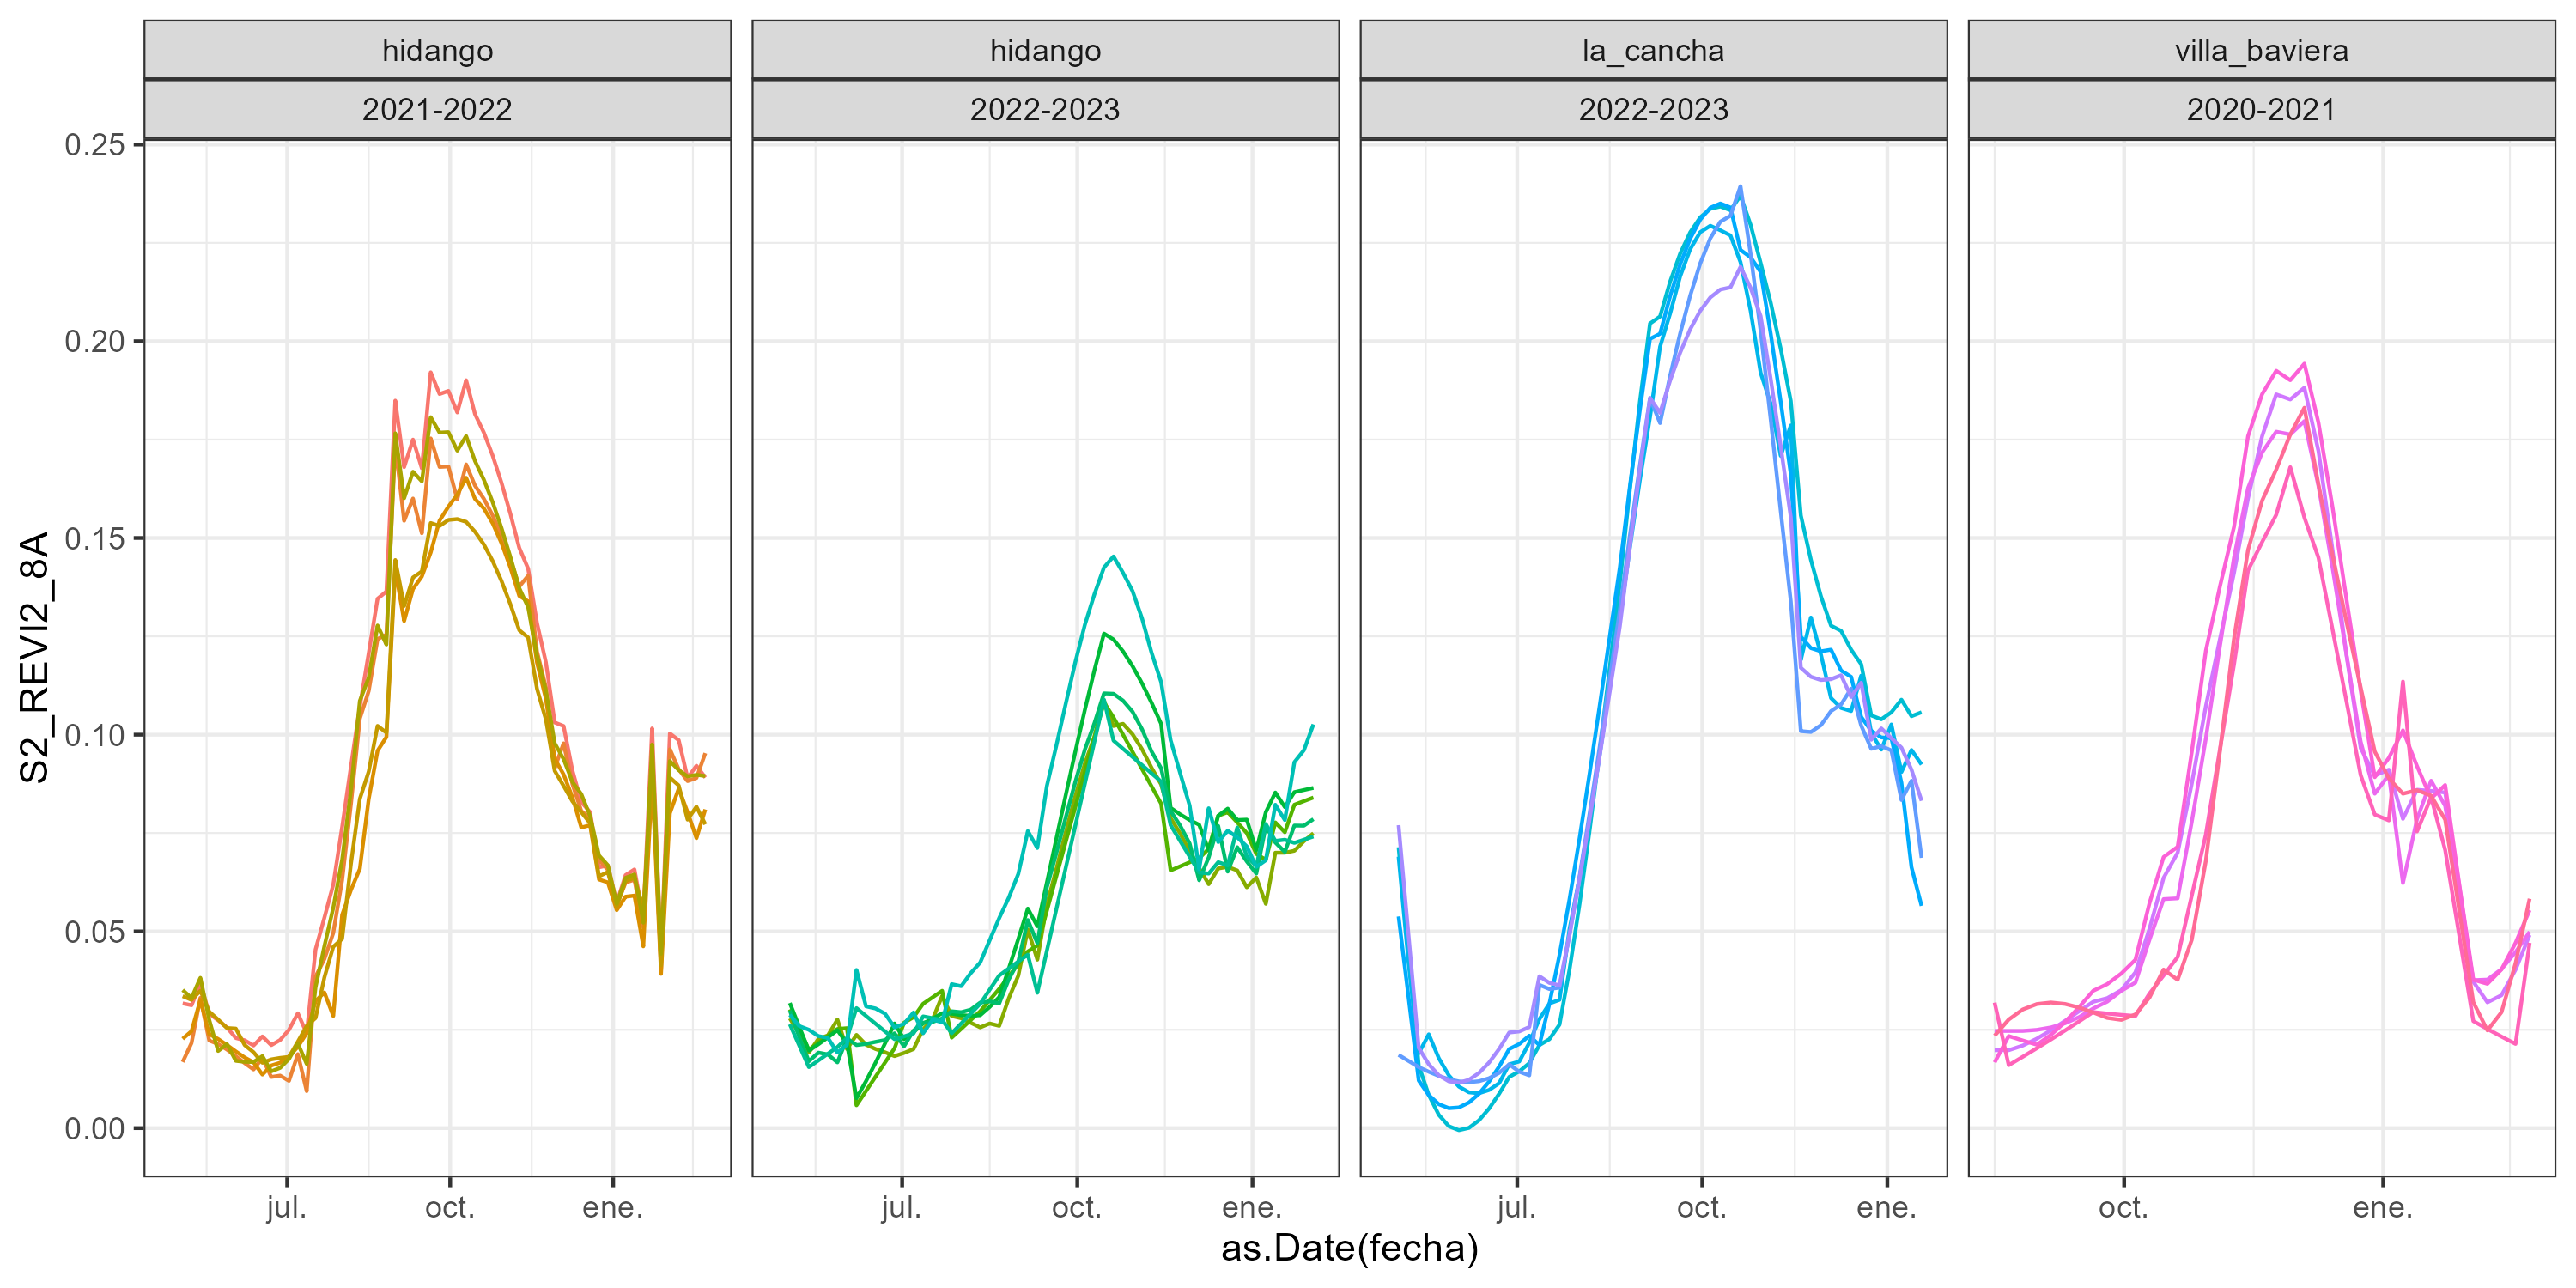 hidango
hidango
la_cancha
villa_baviera
2021-2022
2022-2023
2022-2023
2020-2021
0.25
0.20
0.15
0.10
0.05
0.00
S2_REVI2_8A
jul.
oct.
ene.
jul.
oct.
ene.
jul.
oct.
ene.
oct.
ene.
as.Date(fecha)